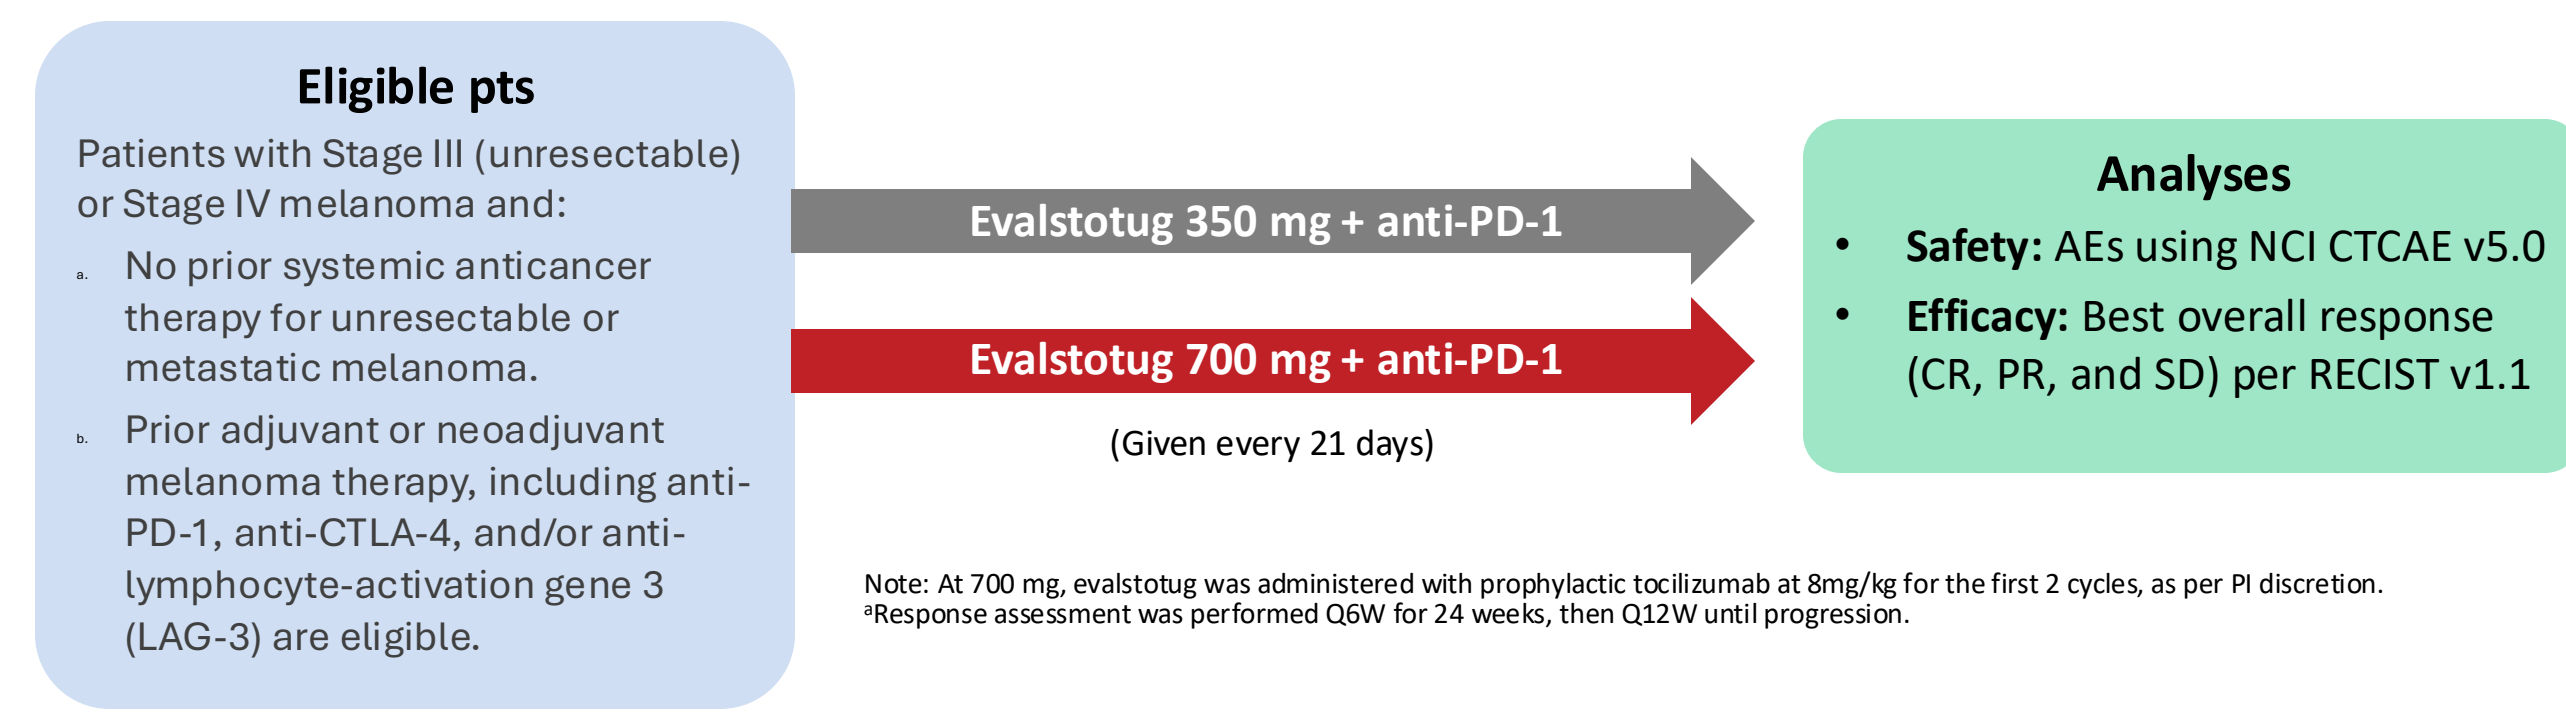 Eligible pts
Patients with Stage III (unresectable)
or Stage IV melanoma and:
a. No prior systemic anticancer
therapy for unresectable or
metastatic melanoma.
b. Prior adjuvant or neoadjuvant
melanoma therapy, including anti-
PD-1, anti-CTLA-4, and/or anti-
lymphocyte-activation gene 3
(LAG-3) are eligible.
Evalstotug 350 mg + anti-PD-1
Evalstotug 700 mg + anti-PD-1
(Given every 21 days)
Analyses
• Safety: AEs using NCI CTCAE v5.0
• Efficacy: Best overall response
(CR, PR, and SD) per RECIST v1.1
Note: At 700 mg, evalstotug was administered with prophylactic tocilizumab at 8mg/kg for the first 2 cycles, as per PI discretion.
ᵃResponse assessment was performed Q6W for 24 weeks, then Q12W until progression.